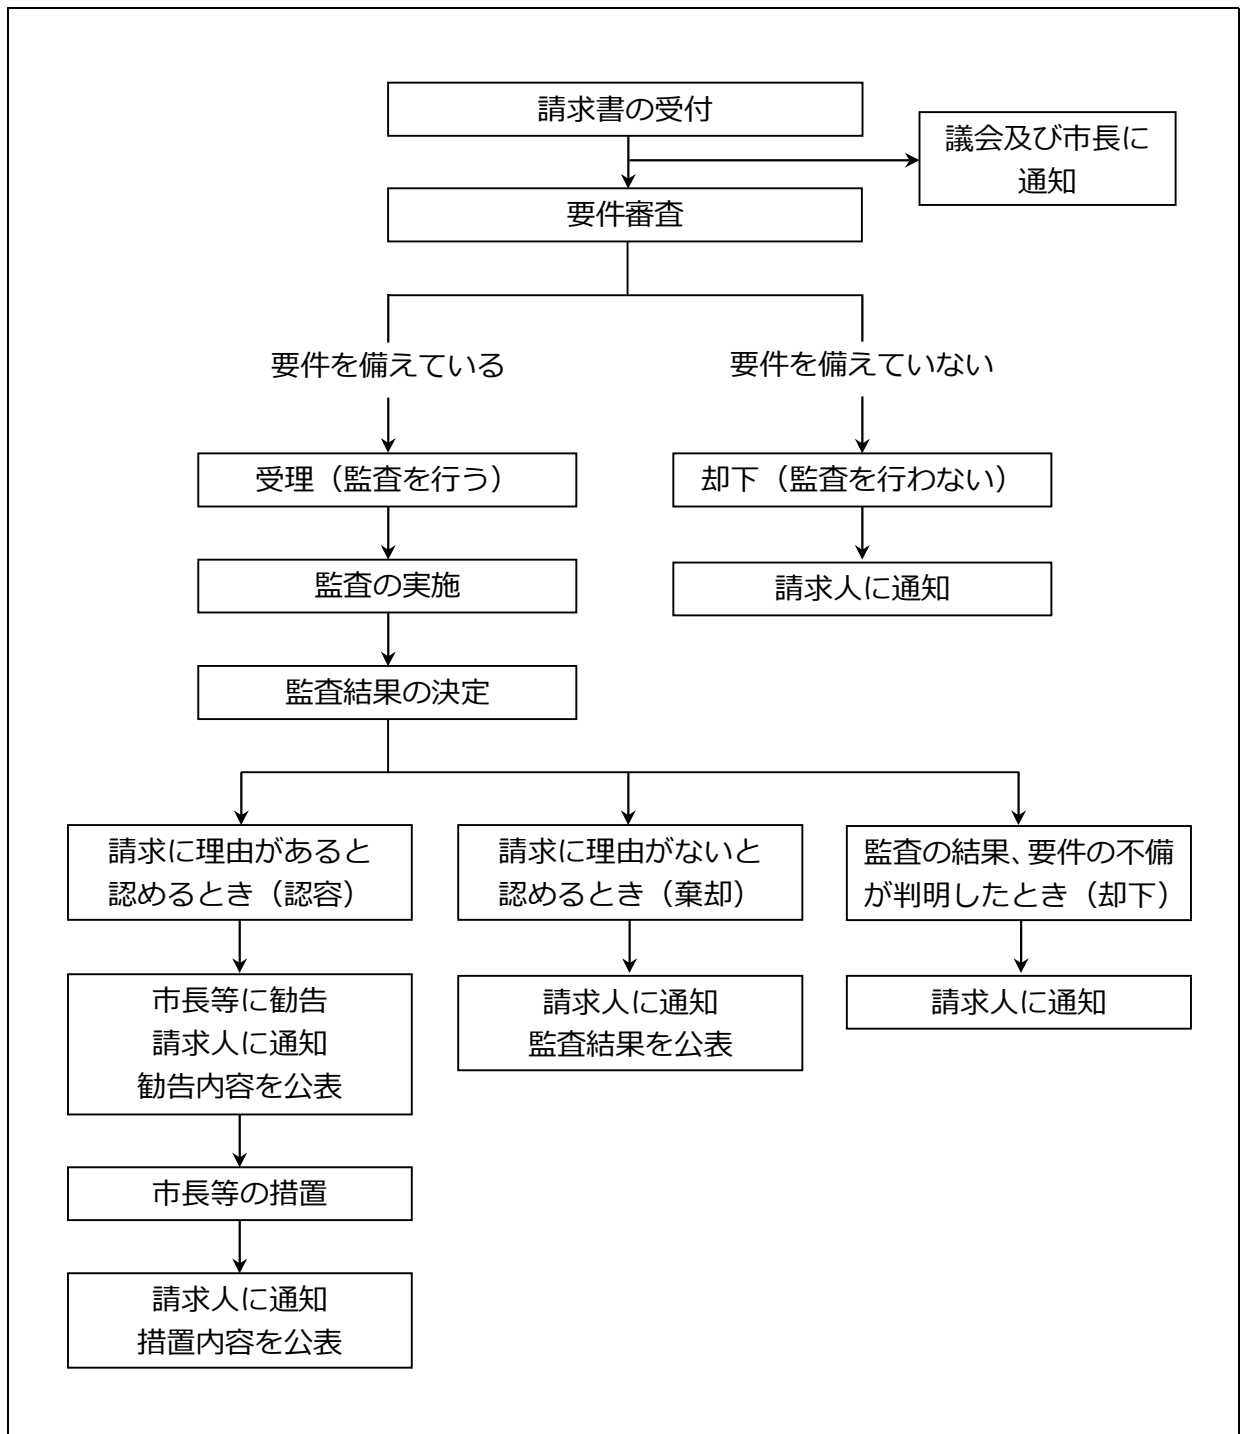 請求書の受付
議会及び市長に
通知
要件審査
要件を備えている
要件を備えていない
受理（監査を行う）
却下（監査を行わない）
監査の実施
請求人に通知
監査結果の決定
請求に理由があると
認めるとき（認容）
請求に理由がないと
認めるとき（棄却）
監査の結果、要件の不備
が判明したとき（却下）
市長等に勧告
請求人に通知
勧告内容を公表
請求人に通知
監査結果を公表
請求人に通知
市長等の措置
請求人に通知
措置内容を公表